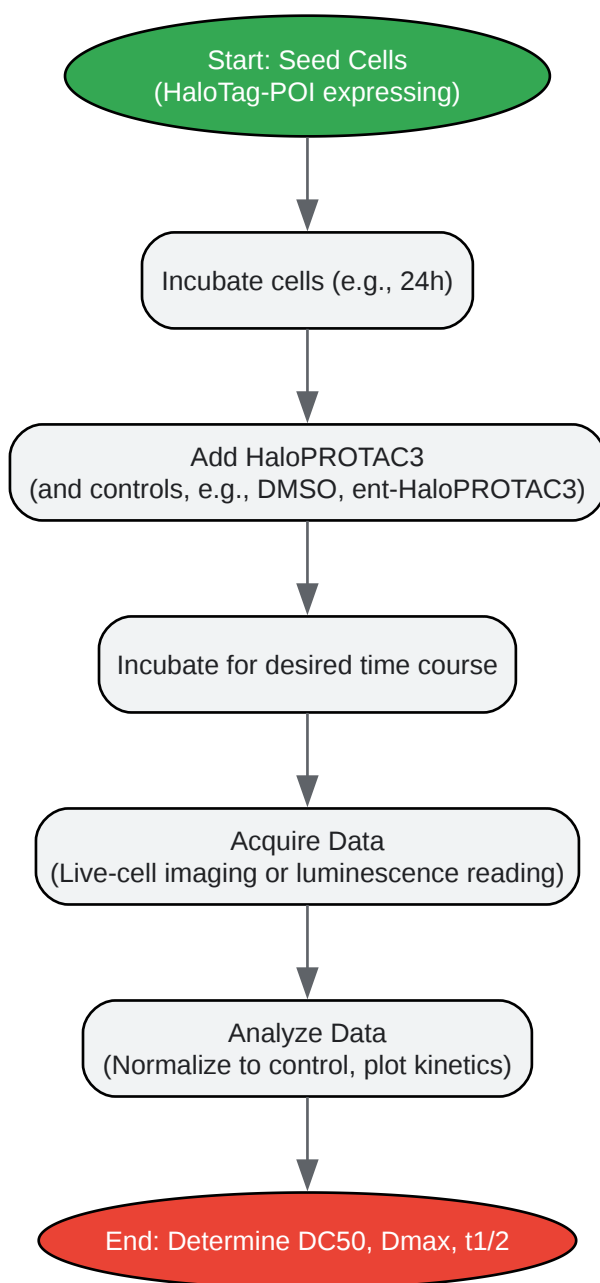 Start: Seed Cells
(HaloTag-POI expressing)
Incubate cells (e.g., 24h)
Add HaloPROTAC3
(and controls, e.g., DMSO, ent-HaloPROTAC3)
Incubate for desired time course
Acquire Data
(Live-cell imaging or luminescence reading)
Analyze Data
(Normalize to control, plot kinetics)
End: Determine DC50, Dmax, t1/2